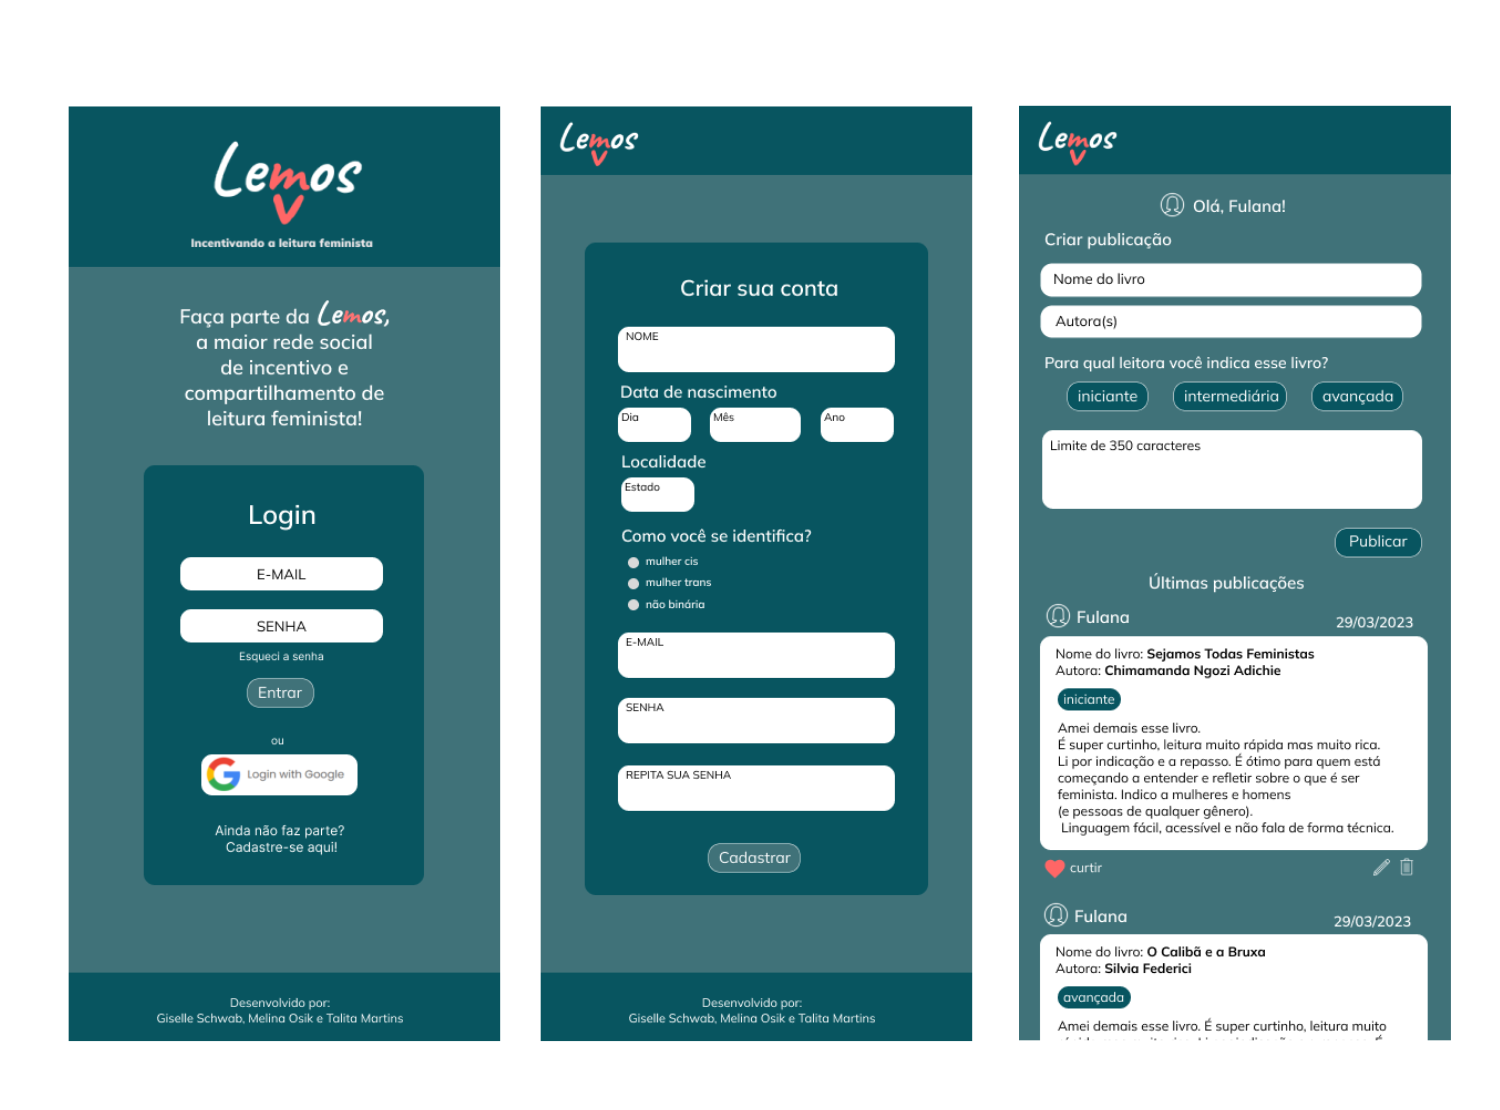 Lemos
Incentivando a leitura feminista
Faça parte da Lemos,
a maior rede social
de incentivo e
compartilhamento de
leitura feminista!
Login
E-MAIL
SENHA
Esqueci a senha
Entrar
ou
Login with Google
Ainda não faz parte?
Cadastre-se aqui!
Desenvolvido por:
Giselle Schwab, Melina Osik e Talita Martins
Lemos
Criar sua conta
NOME
Data de nascimento
Dia Mês Ano
Localidade
Estado
Como você se identifica?
mulher cis
mulher trans
não binária
E-MAIL
SENHA
REPITA SUA SENHA
Cadastrar
Desenvolvido por:
Giselle Schwab, Melina Osik e Talita Martins
Lemos
Olá, Fulana!
Criar publicação
Nome do livro
Autora(s)
Para qual leitora você indica esse livro?
iniciante intermediária avançada
Limite de 350 caracteres
Publicar
Últimas publicações
Fulana 29/03/2023
Nome do livro: Sejamos Todas Feministas
Autora: Chimamanda Ngozi Adichie
iniciante
Amei demais esse livro.
É super curtinho, leitura muito rápida mas muito rica.
Li por indicação e a repasso. É ótimo para quem está
começando a entender e refletir sobre o que é ser
feminista. Indico a mulheres e homens
(e pessoas de qualquer gênero).
Linguagem fácil, acessível e não fala de forma técnica.
curtir
Fulana 29/03/2023
Nome do livro: O Calibã e a Bruxa
Autora: Silvia Federici
avançada
Amei demais esse livro. É super curtinho, leitura muito